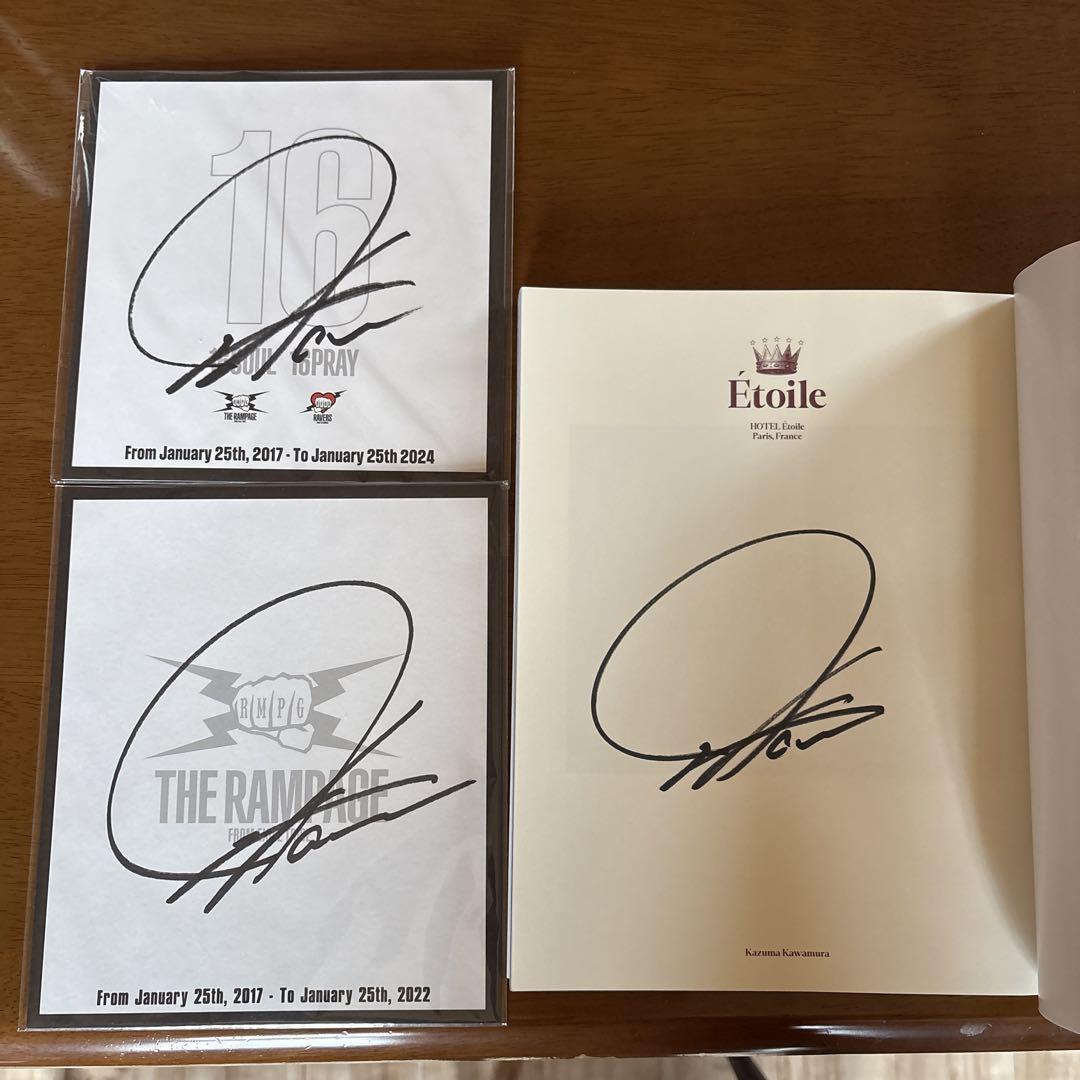 16
SOUL 16PRAY
THE RAMPAGE
RAVERS
From January 25th, 2017 - To January 25th 2024
RMPG
THE RAMPAGE
From January 25th, 2017 - To January 25th, 2022
Étoile
HOTEL Étoile
Paris, France
Kazuma Kawamura